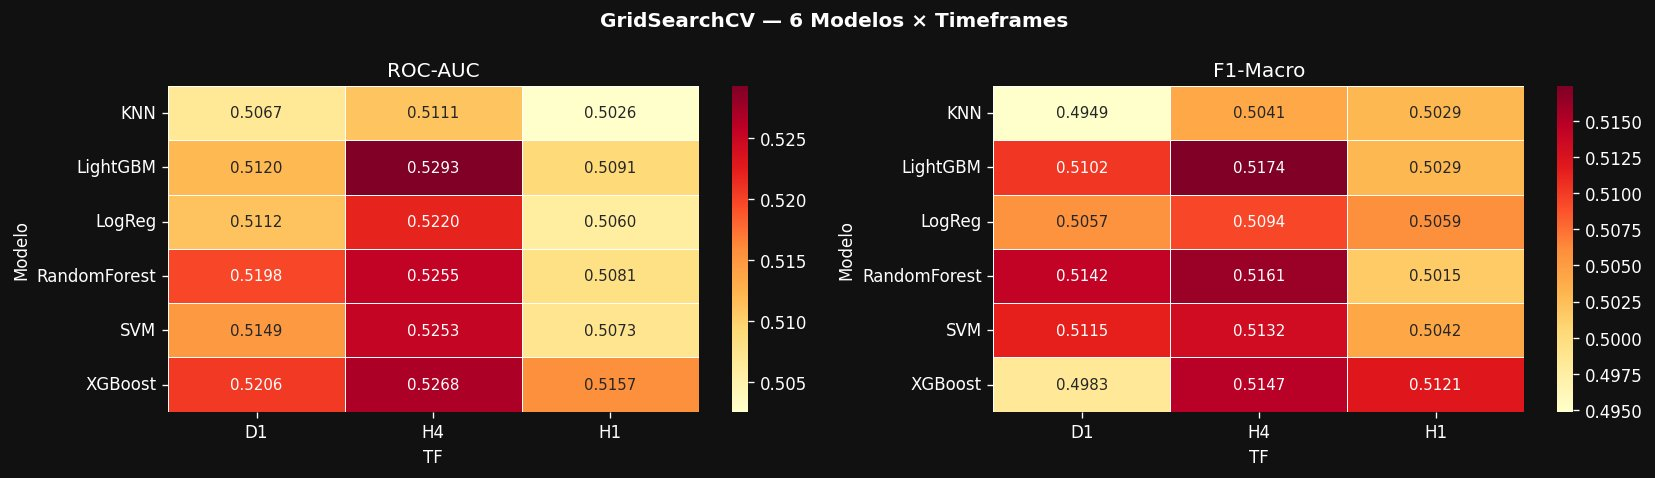 GridSearchCV — 6 Modelos × Timeframes
ROC-AUC
Modelo
KNN 0.5067 0.5111 0.5026
LightGBM 0.5120 0.5293 0.5091
LogReg 0.5112 0.5220 0.5060
RandomForest 0.5198 0.5255 0.5081
SVM 0.5149 0.5253 0.5073
XGBoost 0.5206 0.5268 0.5157
D1 H4 H1
TF
0.525
0.520
0.515
0.510
0.505
F1-Macro
Modelo
KNN 0.4949 0.5041 0.5029
LightGBM 0.5102 0.5174 0.5029
LogReg 0.5057 0.5094 0.5059
RandomForest 0.5142 0.5161 0.5015
SVM 0.5115 0.5132 0.5042
XGBoost 0.4983 0.5147 0.5121
D1 H4 H1
TF
0.5150
0.5125
0.5100
0.5075
0.5050
0.5025
0.5000
0.4975
0.4950